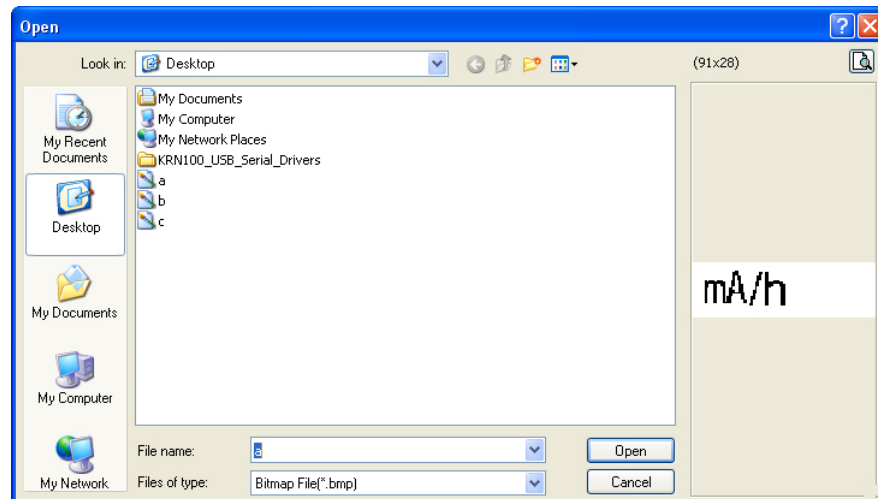 Open
Look in: Desktop
(91x28)
My Recent
Documents
Desktop
My Documents
My Computer
My Network
My Documents
My Computer
My Network Places
KRN100_USB_Serial_Drivers
a
b
c
mA/h
File name: a
Open
Files of type: Bitmap File(*.bmp)
Cancel